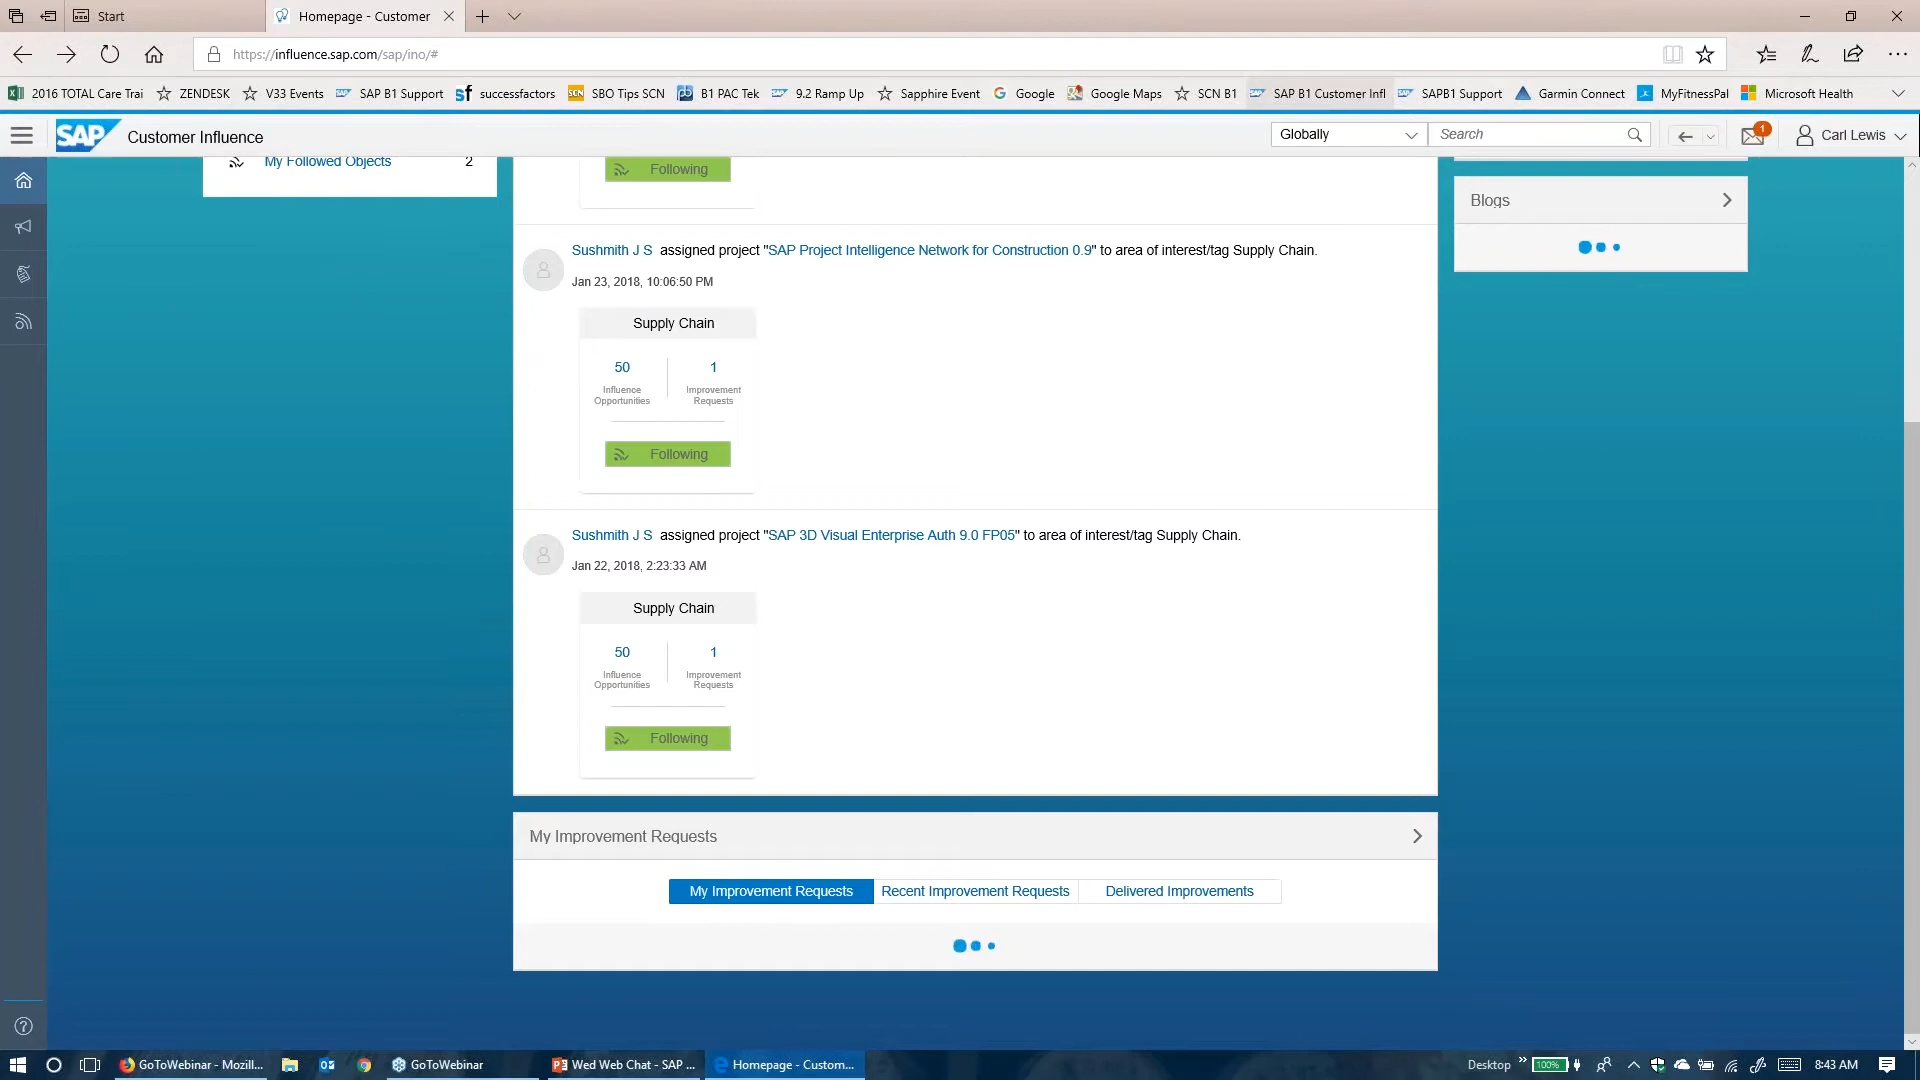 Start
Homepage - Customer
https://influence.sap.com/sap/ino/#
2016 TOTAL Care Trai
ZENDESK
V33 Events
SAP B1 Support
sf successfactors
SCN SBO Tips SCN
B1 PAC Tek
9.2 Ramp Up
Sapphire Event
Google
Google Maps
SCN B1
SAP B1 Customer Infl
SAPB1 Support
Garmin Connect
MyFitnessPal
Microsoft Health
SAP Customer Influence
Globally
Search
1
Carl Lewis
My Followed Objects 2
Following
Blogs
Sushmith J S assigned project "SAP Project Intelligence Network for Construction 0.9" to area of interest/tag Supply Chain.
Jan 23, 2018, 10:06:50 PM
Supply Chain
50 1
Influence Improvement
Opportunities Requests
Following
Sushmith J S assigned project "SAP 3D Visual Enterprise Auth 9.0 FP05" to area of interest/tag Supply Chain.
Jan 22, 2018, 2:23:33 AM
Supply Chain
50 1
Influence Improvement
Opportunities Requests
Following
My Improvement Requests
My Improvement Requests Recent Improvement Requests Delivered Improvements
GoToWebinar - Mozill...
GoToWebinar
Wed Web Chat - SAP ...
Homepage - Custom...
Desktop
100%
8:43 AM